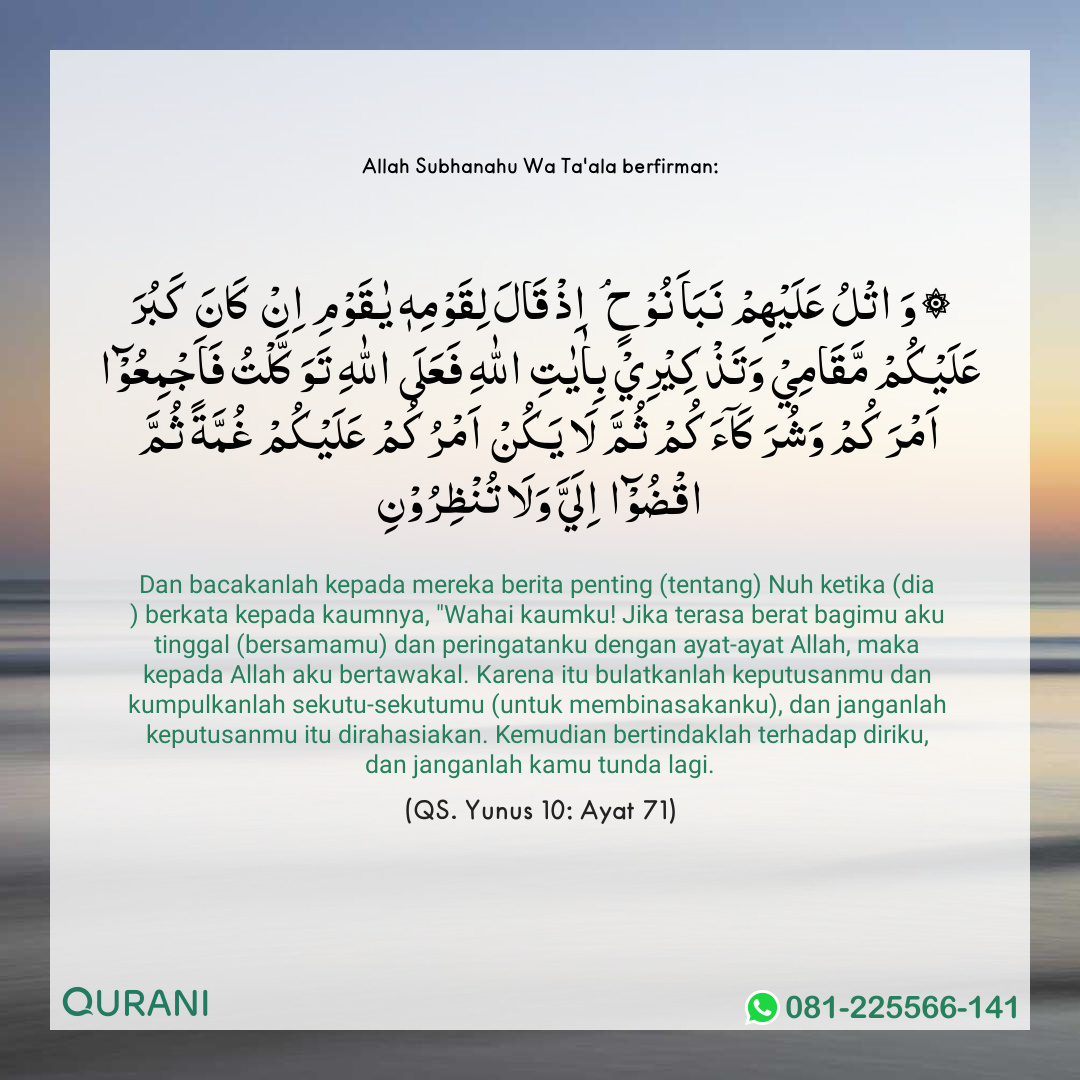 Allah Subhanahu Wa Ta'ala berfirman:
۞ وَ اتْلُ عَلَيْهِمْ نَبَاَ نُوْحٍ ۘ اِذْ قَالَ لِقَوْمِهٖ يٰقَوْمِ اِنْ كَانَ كَبُرَ
عَلَيْكُمْ مَّقَامِيْ وَتَذْكِيْرِيْ بِاٰيٰتِ اللّٰهِ فَعَلَى اللّٰهِ تَوَكَّلْتُ فَاَجْمِعُوْۤا
اَمْرَكُمْ وَشُرَكَآءَكُمْ ثُمَّ لَا يَكُنْ اَمْرُكُمْ عَلَيْكُمْ غُمَّةً ثُمَّ
اقْضُوْۤا اِلَيَّ وَلَا تُنْظِرُوْنِ
Dan bacakanlah kepada mereka berita penting (tentang) Nuh ketika (dia
) berkata kepada kaumnya, "Wahai kaumku! Jika terasa berat bagimu aku
tinggal (bersamamu) dan peringatanku dengan ayat-ayat Allah, maka
kepada Allah aku bertawakal. Karena itu bulatkanlah keputusanmu dan
kumpulkanlah sekutu-sekutumu (untuk membinasakanku), dan janganlah
keputusanmu itu dirahasiakan. Kemudian bertindaklah terhadap diriku,
dan janganlah kamu tunda lagi.
(QS. Yunus 10: Ayat 71)
QURANI
081-225566-141